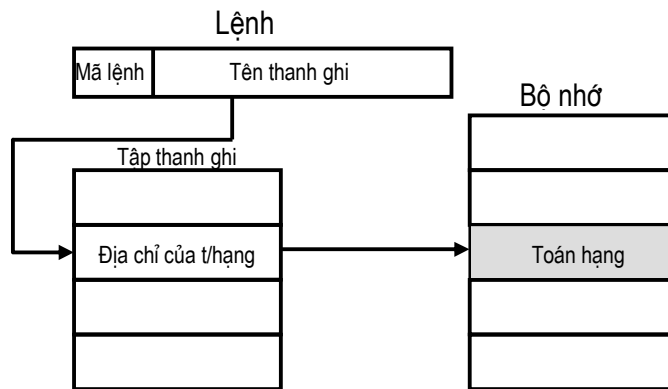 Lệnh
Mã lệnh
Tên thanh ghi
Bộ nhớ
Tập thanh ghi
Địa chỉ của t/hạng
Toán hạng